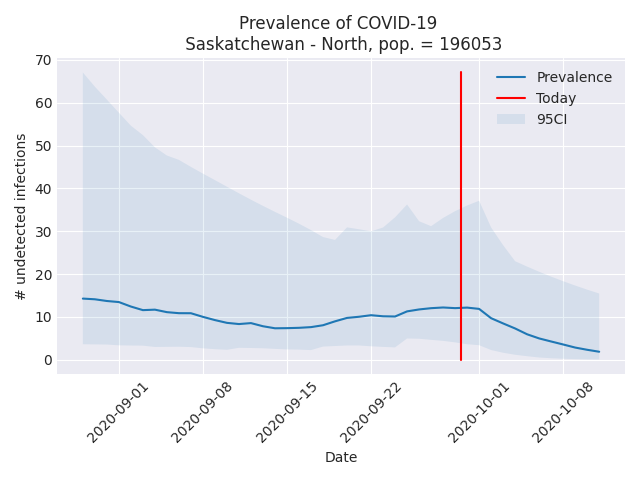 Prevalence of COVID-19
Saskatchewan - North, pop. = 196053
# undetected infections
70
60
50
40
30
20
10
0
Prevalence
Today
95CI
2020-09-01
2020-09-08
2020-09-15
2020-09-22
2020-10-01
2020-10-08
Date